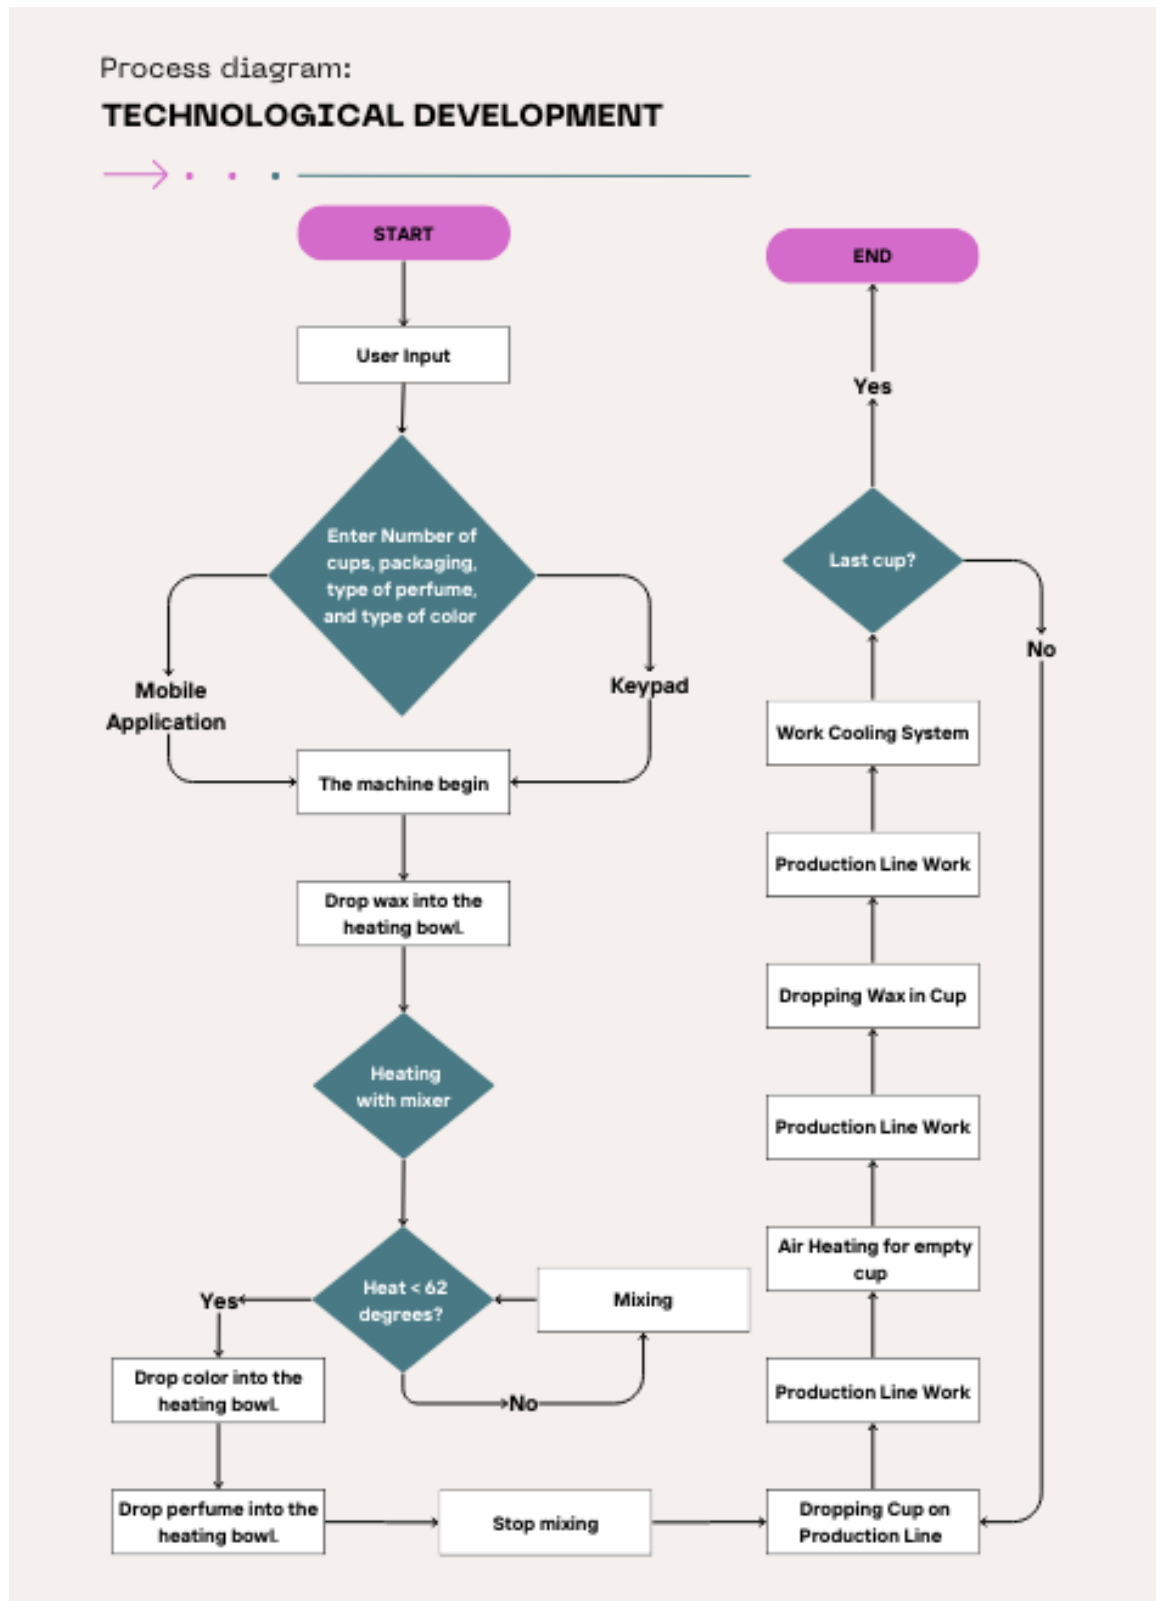 Process diagram:
TECHNOLOGICAL DEVELOPMENT
START
User Input
Enter Number of
cups, packaging,
type of perfume,
and type of color
Mobile
Application
Keypad
The machine begin
Drop wax into the
heating bowl.
Heating
with mixer
Heat < 62
degrees?
Mixing
No
Yes
Drop color into the
heating bowl.
Drop perfume into the
heating bowl.
Stop mixing
Dropping Cup on
Production Line
Production Line Work
Air Heating for empty
cup
Production Line Work
Dropping Wax in Cup
Production Line Work
Work Cooling System
Last cup?
No
Yes
END